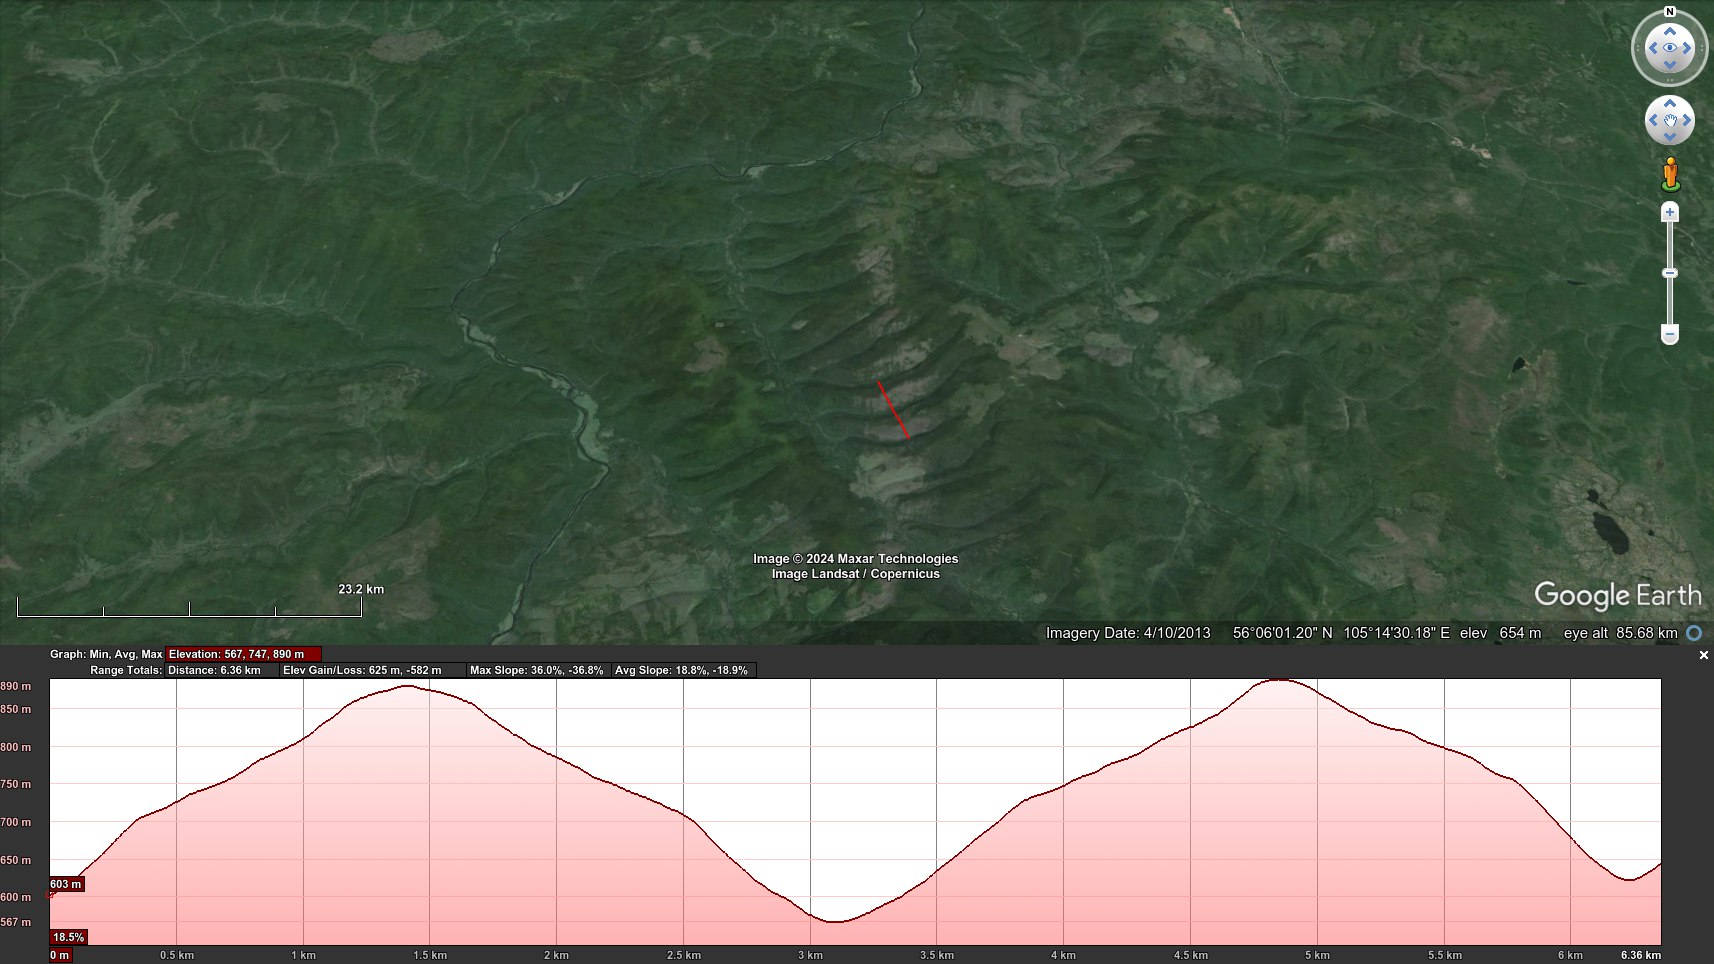 N
23.2 km
Image © 2024 Maxar Technologies
Image Landsat / Copernicus
Google Earth
Imagery Date: 4/10/2013 56°06'01.20" N 105°14'30.18" E elev 654 m eye alt 85.68 km
Graph: Min, Avg, Max Elevation: 567, 747, 890 m
Range Totals: Distance: 6.36 km Elev Gain/Loss: 625 m, -582 m Max Slope: 36.0%, -36.8% Avg Slope: 18.8%, -18.9%
890 m
850 m
800 m
750 m
700 m
650 m
603 m
600 m
567 m
18.5%
0 m 0.5 km 1 km 1.5 km 2 km 2.5 km 3 km 3.5 km 4 km 4.5 km 5 km 5.5 km 6 km 6.36 km